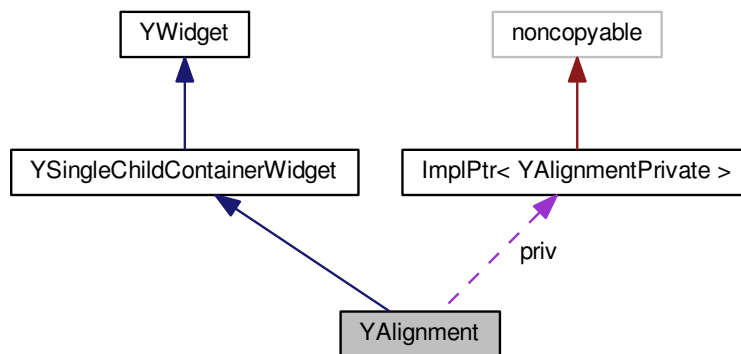 YWidget
noncopyable
YSingleChildContainerWidget
ImplPtr< YAlignmentPrivate >
priv
YAlignment